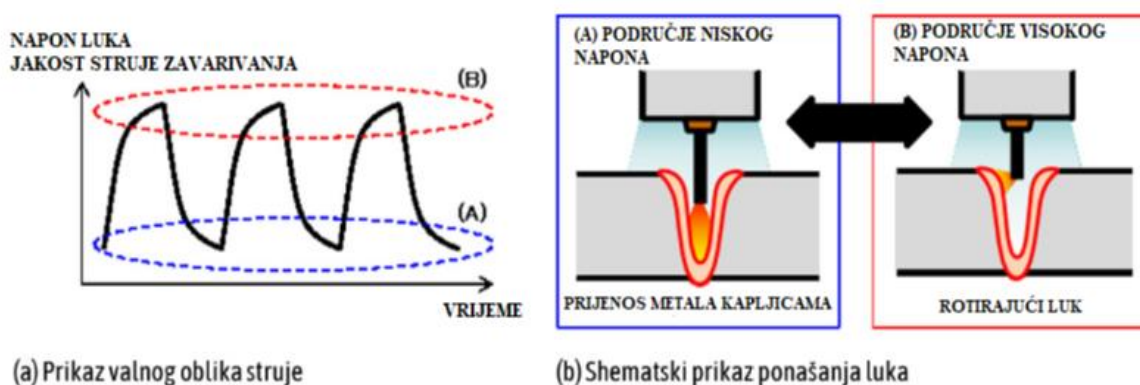 NAPON LUKA
JAKOST STRUJE ZAVARIVANJA
(B)
(A)
VRIJEME
(a) Prikaz valnog oblika struje
(A) PODRUČJE NISKOG
NAPONA
PRIJENOS METALA KAPLJICAMA
(B) PODRUČJE VISOKOG
NAPONA
ROTIRAJUĆI LUK
(b) Shematski prikaz ponašanja luka